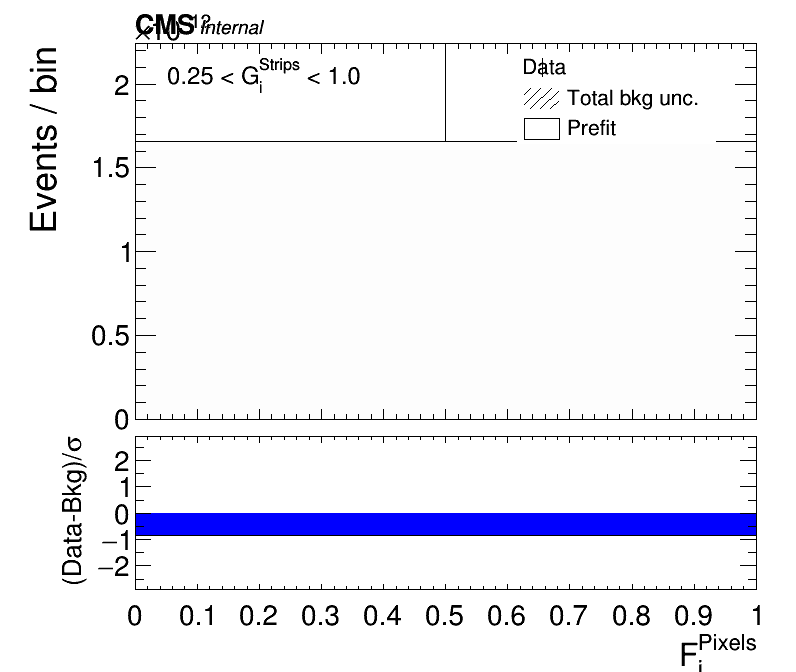 CMS Internal
×10¹²
Events / bin
0.25 < G_i^Strips < 1.0
Data
Total bkg unc.
Prefit
2
1.5
1
0.5
0
(Data-Bkg)/σ
2
1
0
−1
−2
0 0.1 0.2 0.3 0.4 0.5 0.6 0.7 0.8 0.9 1
F_i^Pixels